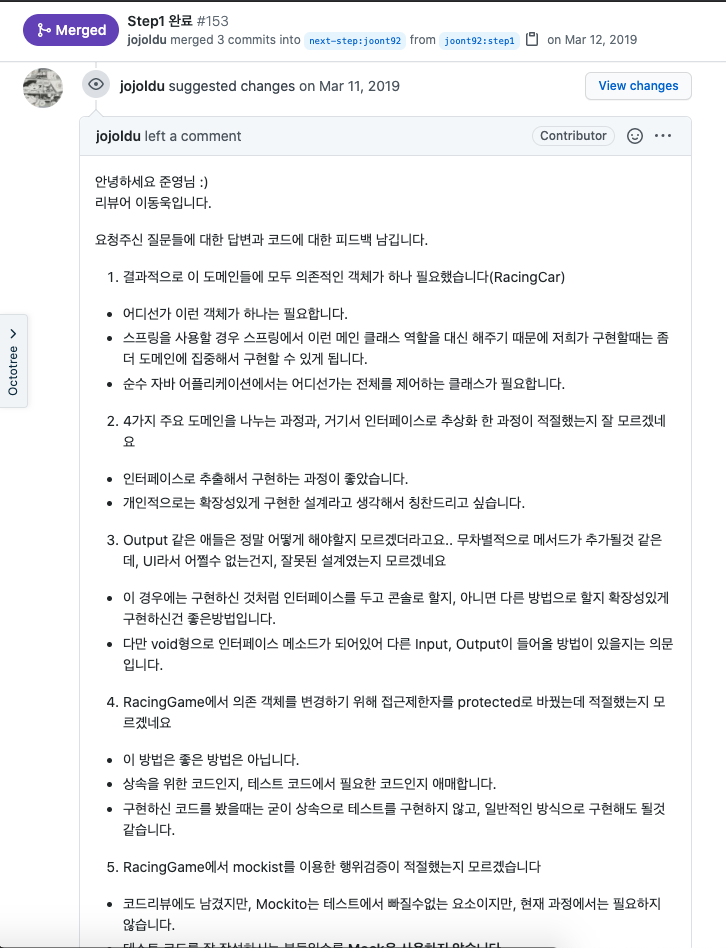 Merged
Step1 완료 #153
jojoldu merged 3 commits into next-step:joont92 from joont92:step1 on Mar 12, 2019
jojoldu suggested changes on Mar 11, 2019
View changes
jojoldu left a comment
Contributor
안녕하세요 준영님 :)
리뷰어 이동욱입니다.
요청주신 질문들에 대한 답변과 코드에 대한 피드백 남깁니다.
1. 결과적으로 이 도메인들에 모두 의존적인 객체가 하나 필요했습니다(RacingCar)
• 어디선가 이런 객체가 하나는 필요합니다.
• 스프링을 사용할 경우 스프링에서 이런 메인 클래스 역할을 대신 해주기 때문에 저희가 구현할때는 좀
더 도메인에 집중해서 구현할 수 있게 됩니다.
• 순수 자바 어플리케이션에서는 어디선가는 전체를 제어하는 클래스가 필요합니다.
Octotree
2. 4가지 주요 도메인을 나누는 과정과, 거기서 인터페이스로 추상화 한 과정이 적절했는지 잘 모르겠네
요
• 인터페이스로 추출해서 구현하는 과정이 좋았습니다.
• 개인적으로는 확장성있게 구현한 설계라고 생각해서 칭찬드리고 싶습니다.
3. Output 같은 애들은 정말 어떻게 해야할지 모르겠더라고요.. 무차별적으로 메서드가 추가될것 같은
데, UI라서 어쩔수 없는건지, 잘못된 설계였는지 모르겠네요
• 이 경우에는 구현하신 것처럼 인터페이스를 두고 콘솔로 할지, 아니면 다른 방법으로 할지 확장성있게
구현하신건 좋은방법입니다.
• 다만 void형으로 인터페이스 메소드가 되어있어 다른 Input, Output이 들어올 방법이 있을지는 의문
입니다.
4. RacingGame에서 의존 객체를 변경하기 위해 접근제한자를 protected로 바꿨는데 적절했는지 모
르겠네요
• 이 방법은 좋은 방법은 아닙니다.
• 상속을 위한 코드인지, 테스트 코드에서 필요한 코드인지 애매합니다.
• 구현하신 코드를 봤을때는 굳이 상속으로 테스트를 구현하지 않고, 일반적인 방식으로 구현해도 될것
같습니다.
5. RacingGame에서 mockist를 이용한 행위검증이 적절했는지 모르겠습니다
• 코드리뷰에도 남겼지만, Mockito는 테스트에서 빠질수없는 요소이지만, 현재 과정에서는 필요하지
않습니다.